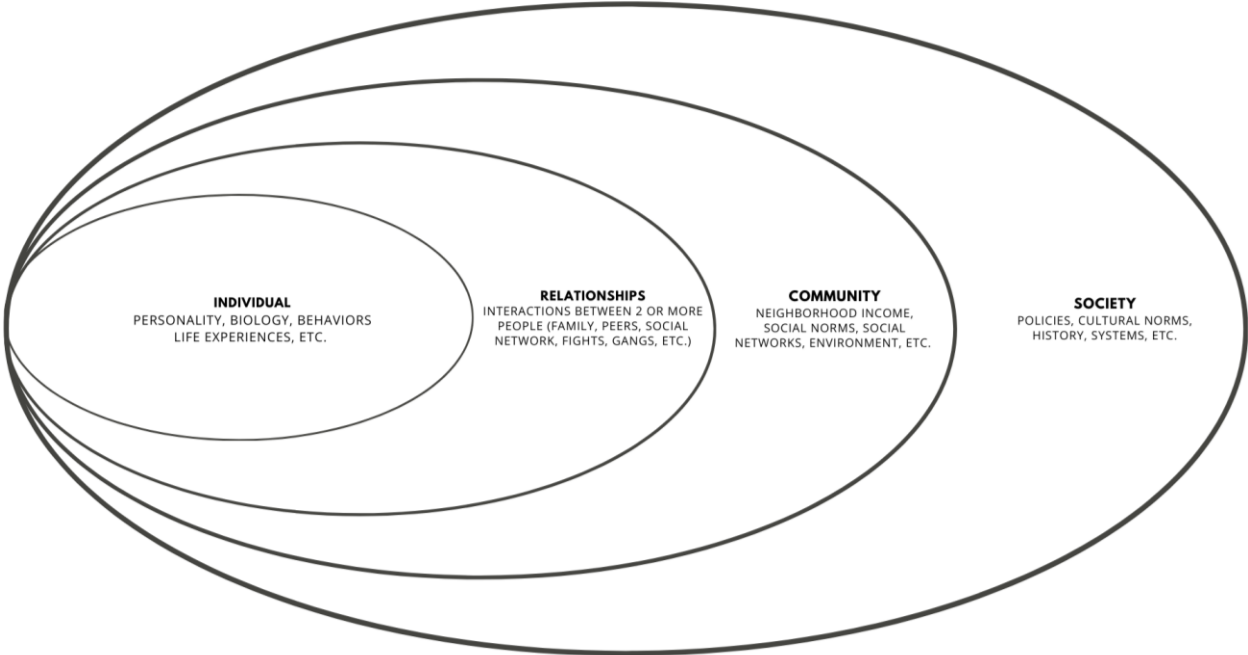 INDIVIDUAL
PERSONALITY, BIOLOGY, BEHAVIORS
LIFE EXPERIENCES, ETC.
RELATIONSHIPS
INTERACTIONS BETWEEN 2 OR MORE
PEOPLE (FAMILY, PEERS, SOCIAL
NETWORK, FIGHTS, GANGS, ETC.)
COMMUNITY
NEIGHBORHOOD INCOME,
SOCIAL NORMS, SOCIAL
NETWORKS, ENVIRONMENT, ETC.
SOCIETY
POLICIES, CULTURAL NORMS,
HISTORY, SYSTEMS, ETC.